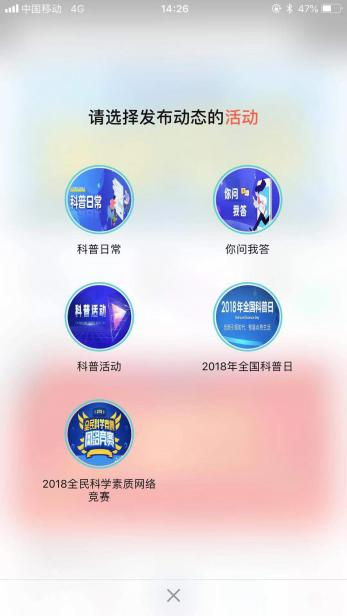 中国移动 4G 14:26 47%
请选择发布动态的活动
科普日常
你问
我答
科普日常
你问我答
科普活动
2018年全国科普日
科普活动
2018年全国科普日
全民科学素质
网络竞赛
2018全民科学素质网络
竞赛